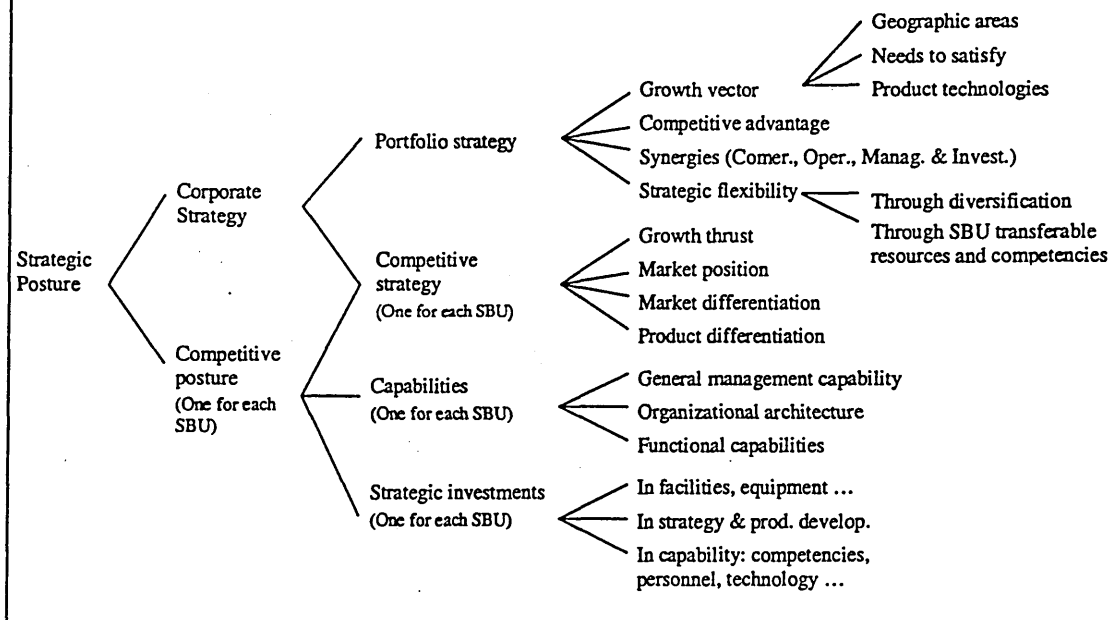 Strategic
Posture
Corporate
Strategy
Competitive
posture
(One for each
SBU)
Portfolio strategy
Competitive
strategy
(One for each SBU)
Capabilities
(One for each SBU)
Strategic investments
(One for each SBU)
Growth vector
Competitive advantage
Synergies (Comer., Oper., Manag. & Invest.)
Strategic flexibility
Growth thrust
Market position
Market differentiation
Product differentiation
General management capability
Organizational architecture
Functional capabilities
In facilities, equipment ...
In strategy & prod. develop.
In capability: competencies,
personnel, technology ...
Geographic areas
Needs to satisfy
Product technologies
Through diversification
Through SBU transferable
resources and competencies